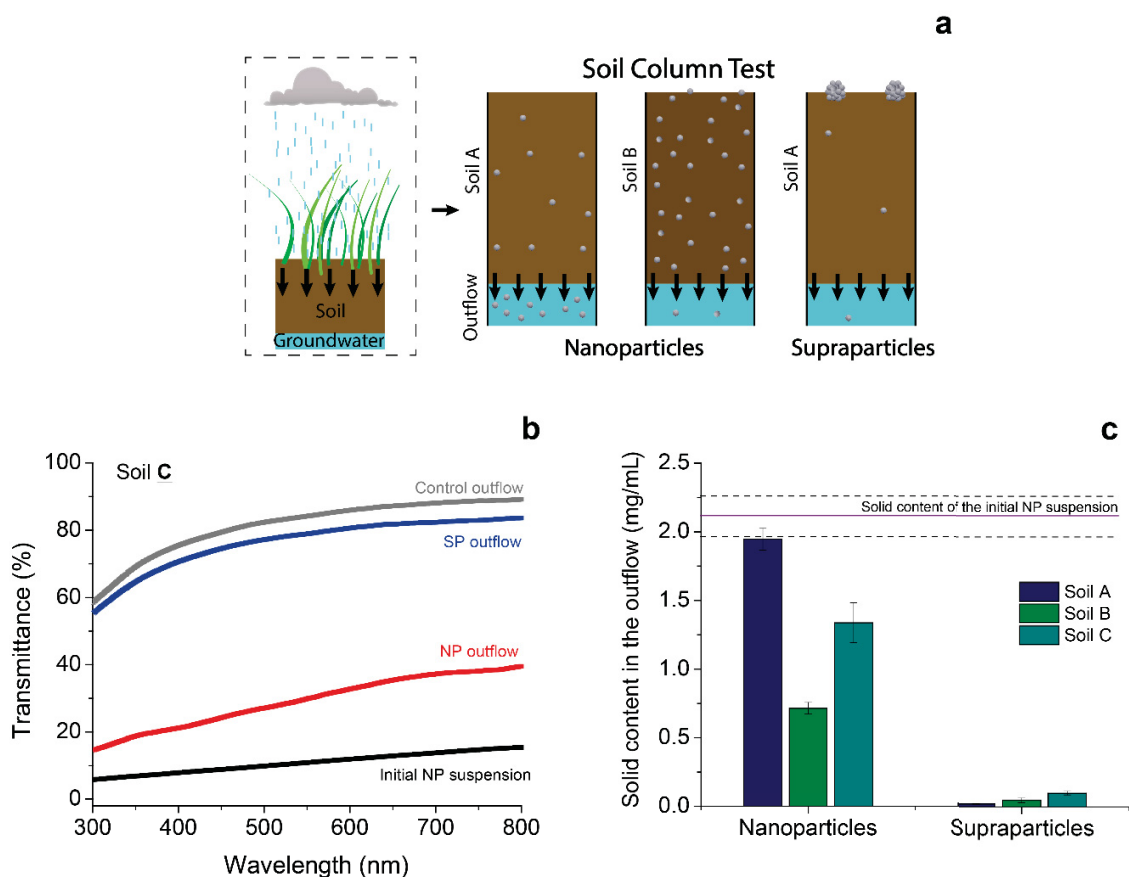 a
Soil Column Test
Soil A
Soil B
Soil A
Outflow
Soil
Groundwater
Nanoparticles
Supraparticles
b
Soil C
Control outflow
SP outflow
NP outflow
Initial NP suspension
Transmittance (%)
100
80
60
40
20
0
300
400
500
600
700
800
Wavelength (nm)
c
Solid content in the outflow (mg/mL)
2.5
2.0
1.5
1.0
0.5
0.0
Solid content of the initial NP suspension
Soil A
Soil B
Soil C
Nanoparticles
Supraparticles